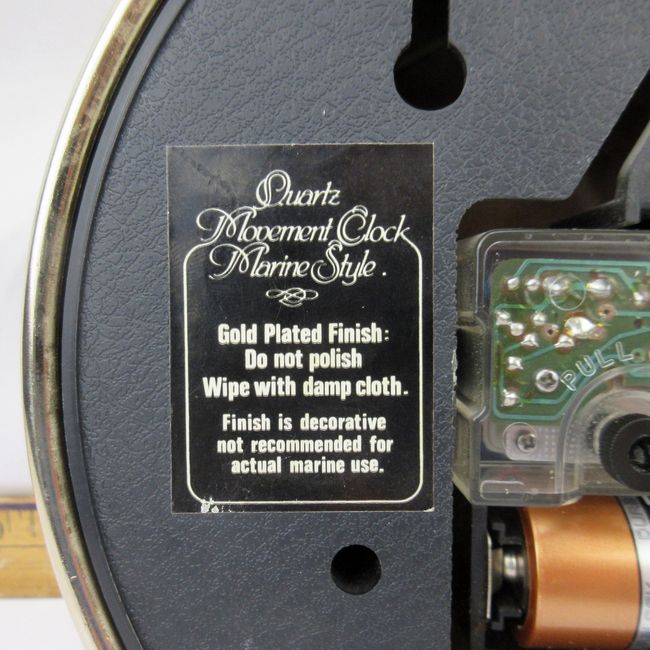 Quartz
Movement Clock
Marine Style.
Gold Plated Finish:
Do not polish
Wipe with damp cloth.
Finish is decorative
not recommended for
actual marine use.
PULL